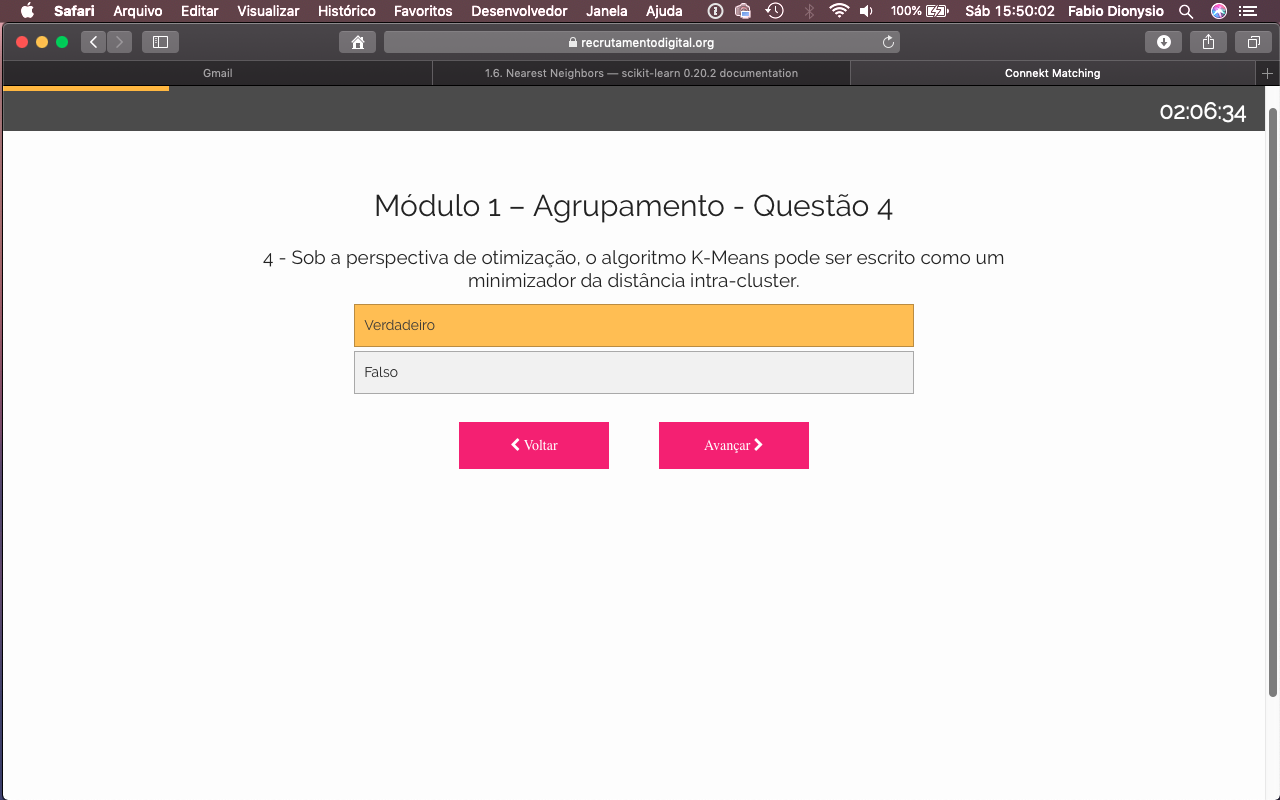 Safari Arquivo Editar Visualizar Histórico Favoritos Desenvolvedor Janela Ajuda 100% Sáb 15:50:02 Fabio Dionysio
recrutamentodigital.org
Gmail 1.6. Nearest Neighbors — scikit-learn 0.20.2 documentation Connekt Matching
02:06:34
Módulo 1 – Agrupamento - Questão 4
4 - Sob a perspectiva de otimização, o algoritmo K-Means pode ser escrito como um
minimizador da distância intra-cluster.
Verdadeiro
Falso
Voltar Avançar